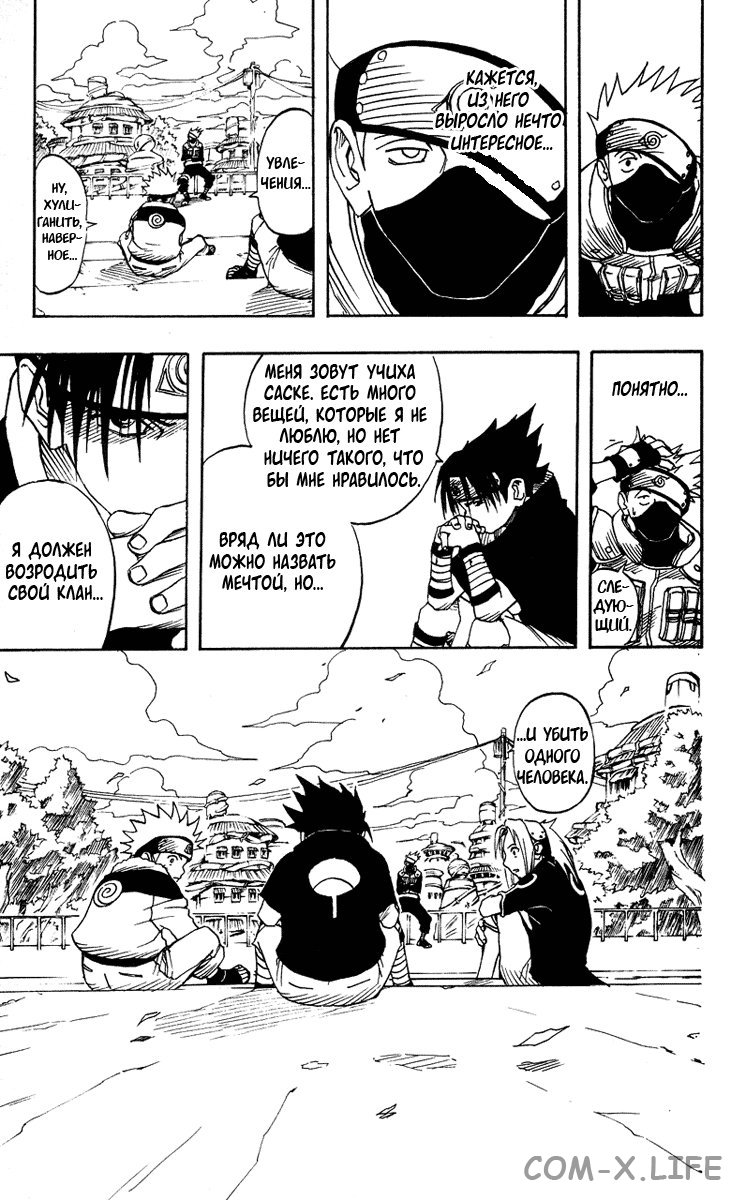 КАЖЕТСЯ,
ИЗ НЕГО
ВЫРОСЛО НЕЧТО
ИНТЕРЕСНОЕ...
УВЛЕ-
ЧЕНИЯ...
НУ,
ХУЛИ-
ГАНИТЬ,
НАВЕР-
НОЕ...
ПОНЯТНО...
СЛЕ-
ДУЮ-
ЩИЙ.
МЕНЯ ЗОВУТ УЧИХА
САСКЕ. ЕСТЬ МНОГО
ВЕЩЕЙ, КОТОРЫЕ Я НЕ
ЛЮБЛЮ, НО НЕТ
НИЧЕГО ТАКОГО, ЧТО
БЫ МНЕ НРАВИЛОСЬ.
ВРЯД ЛИ ЭТО
МОЖНО НАЗВАТЬ
МЕЧТОЙ, НО...
Я ДОЛЖЕН
ВОЗРОДИТЬ
СВОЙ КЛАН...
...И УБИТЬ
ОДНОГО
ЧЕЛОВЕКА.
COM-X.LIFE